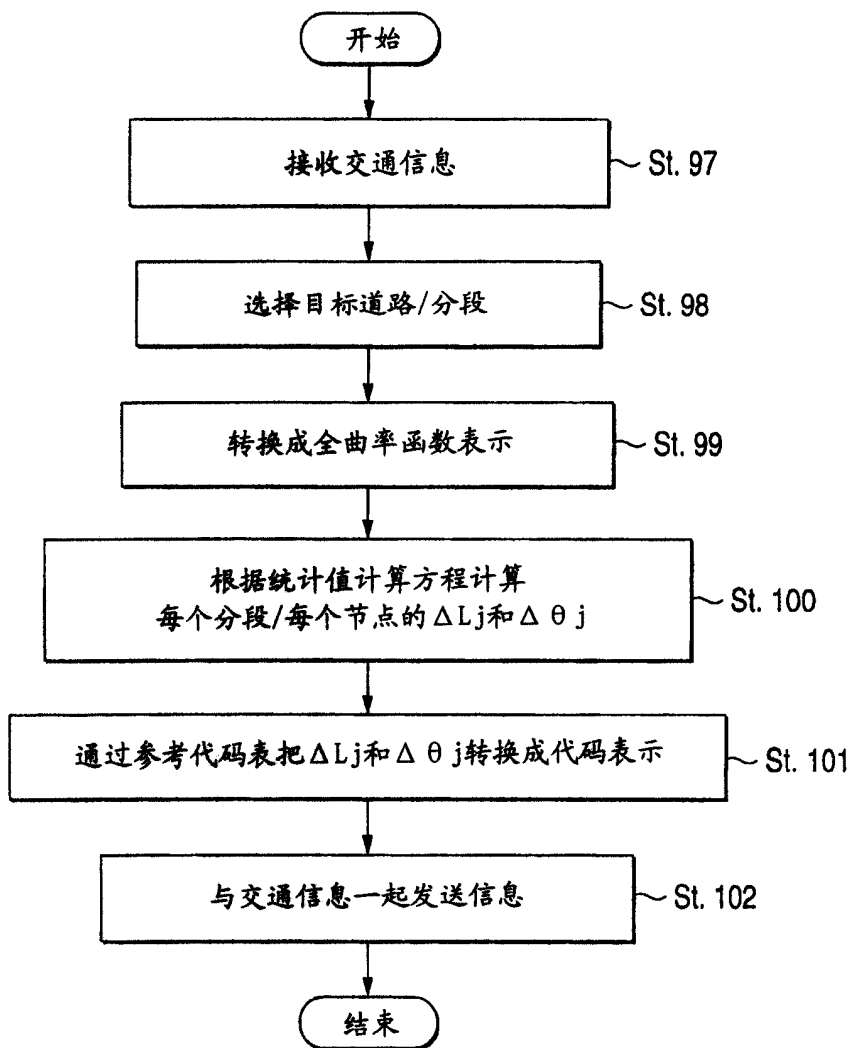 开始
接收交通信息
St. 97
选择目标道路/分段
St. 98
转换成全曲率函数表示
St. 99
根据统计值计算方程计算
每个分段/每个节点的ΔLj和Δθj
St. 100
通过参考代码表把ΔLj和Δθj转换成代码表示
St. 101
与交通信息一起发送信息
St. 102
结束